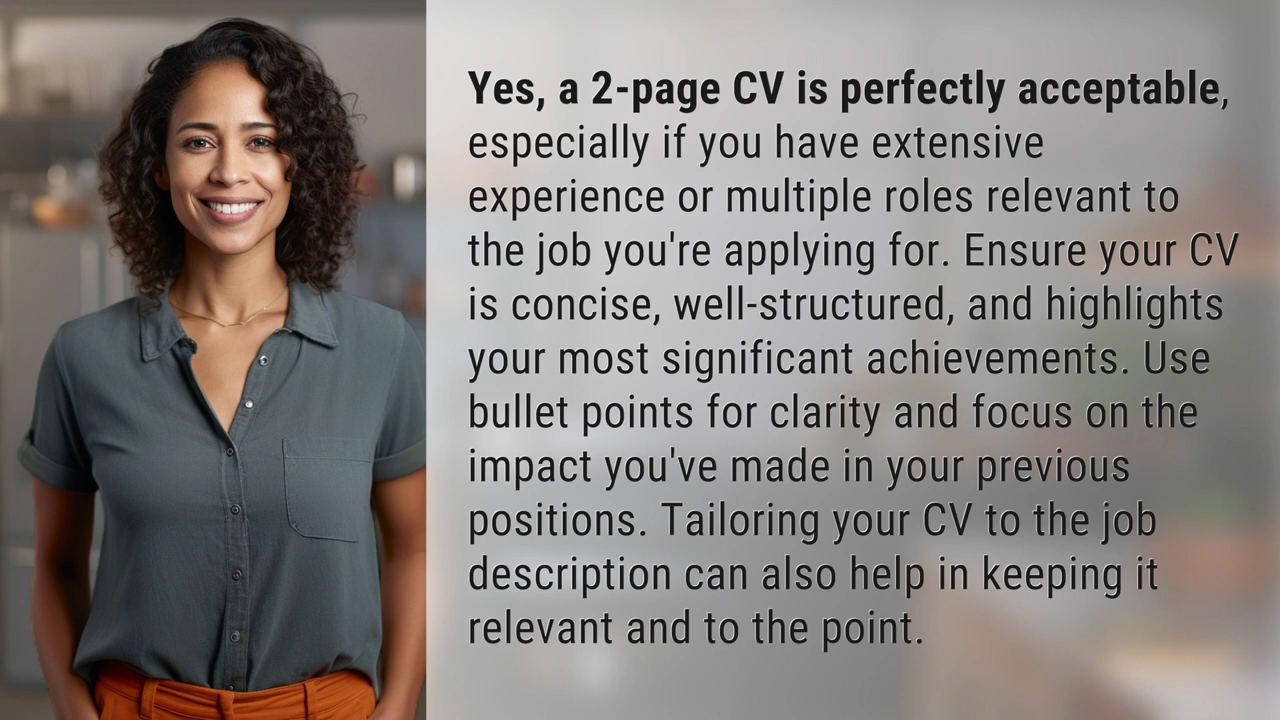 Yes, a 2-page CV is perfectly acceptable,
especially if you have extensive
experience or multiple roles relevant to
the job you're applying for. Ensure your CV
is concise, well-structured, and highlights
your most significant achievements. Use
bullet points for clarity and focus on the
impact you've made in your previous
positions. Tailoring your CV to the job
description can also help in keeping it
relevant and to the point.